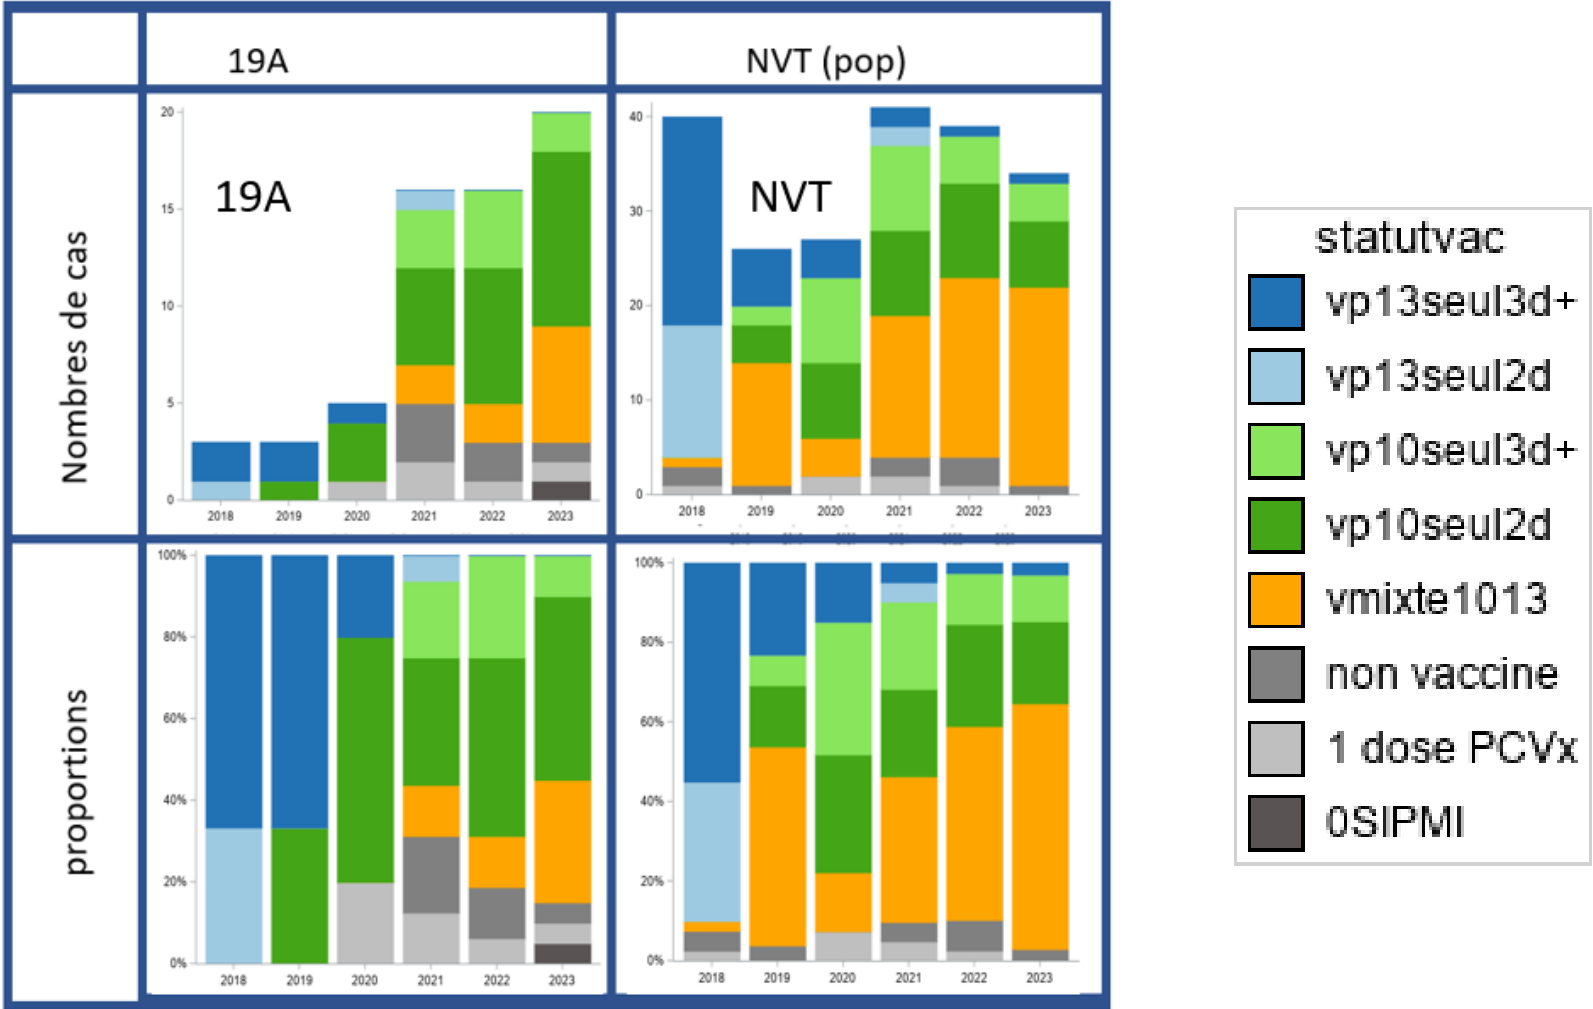 19A
NVT (pop)
Nombres de cas
20
15
10
5
0
19A
2018 2019 2020 2021 2022 2023
40
30
20
10
0
NVT
2018 2019 2020 2021 2022 2023
proportions
100%
80%
60%
40%
20%
0%
2018 2019 2020 2021 2022 2023
100%
80%
60%
40%
20%
0%
2018 2019 2020 2021 2022 2023
statutvac
vp13seul3d+
vp13seul2d
vp10seul3d+
vp10seul2d
vmixte1013
non vaccine
1 dose PCVx
0SIPMI